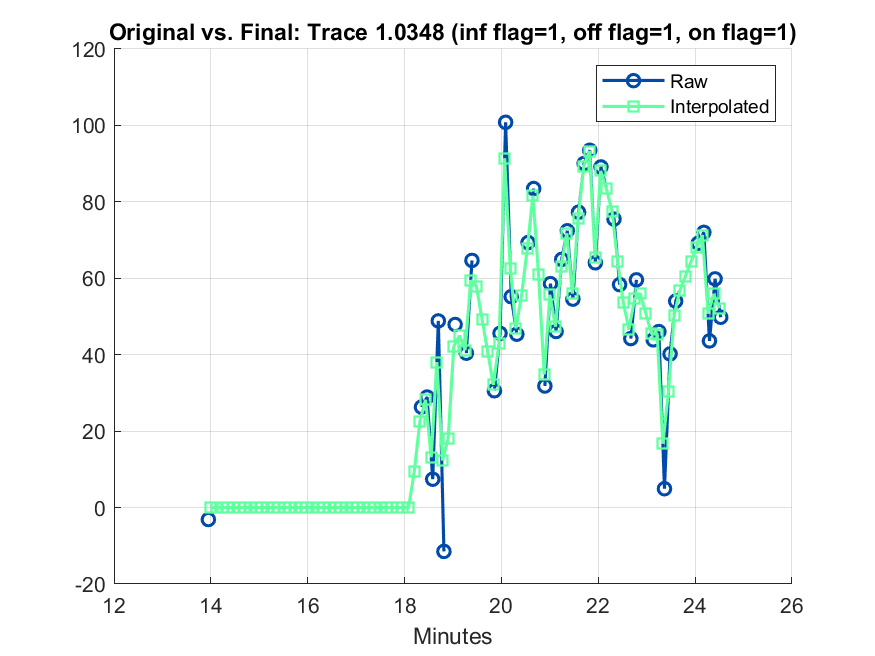 Original vs. Final: Trace 1.0348 (inf flag=1, off flag=1, on flag=1)
120
100
80
60
40
20
0
-20
Raw
Interpolated
12 14 16 18 20 22 24 26
Minutes